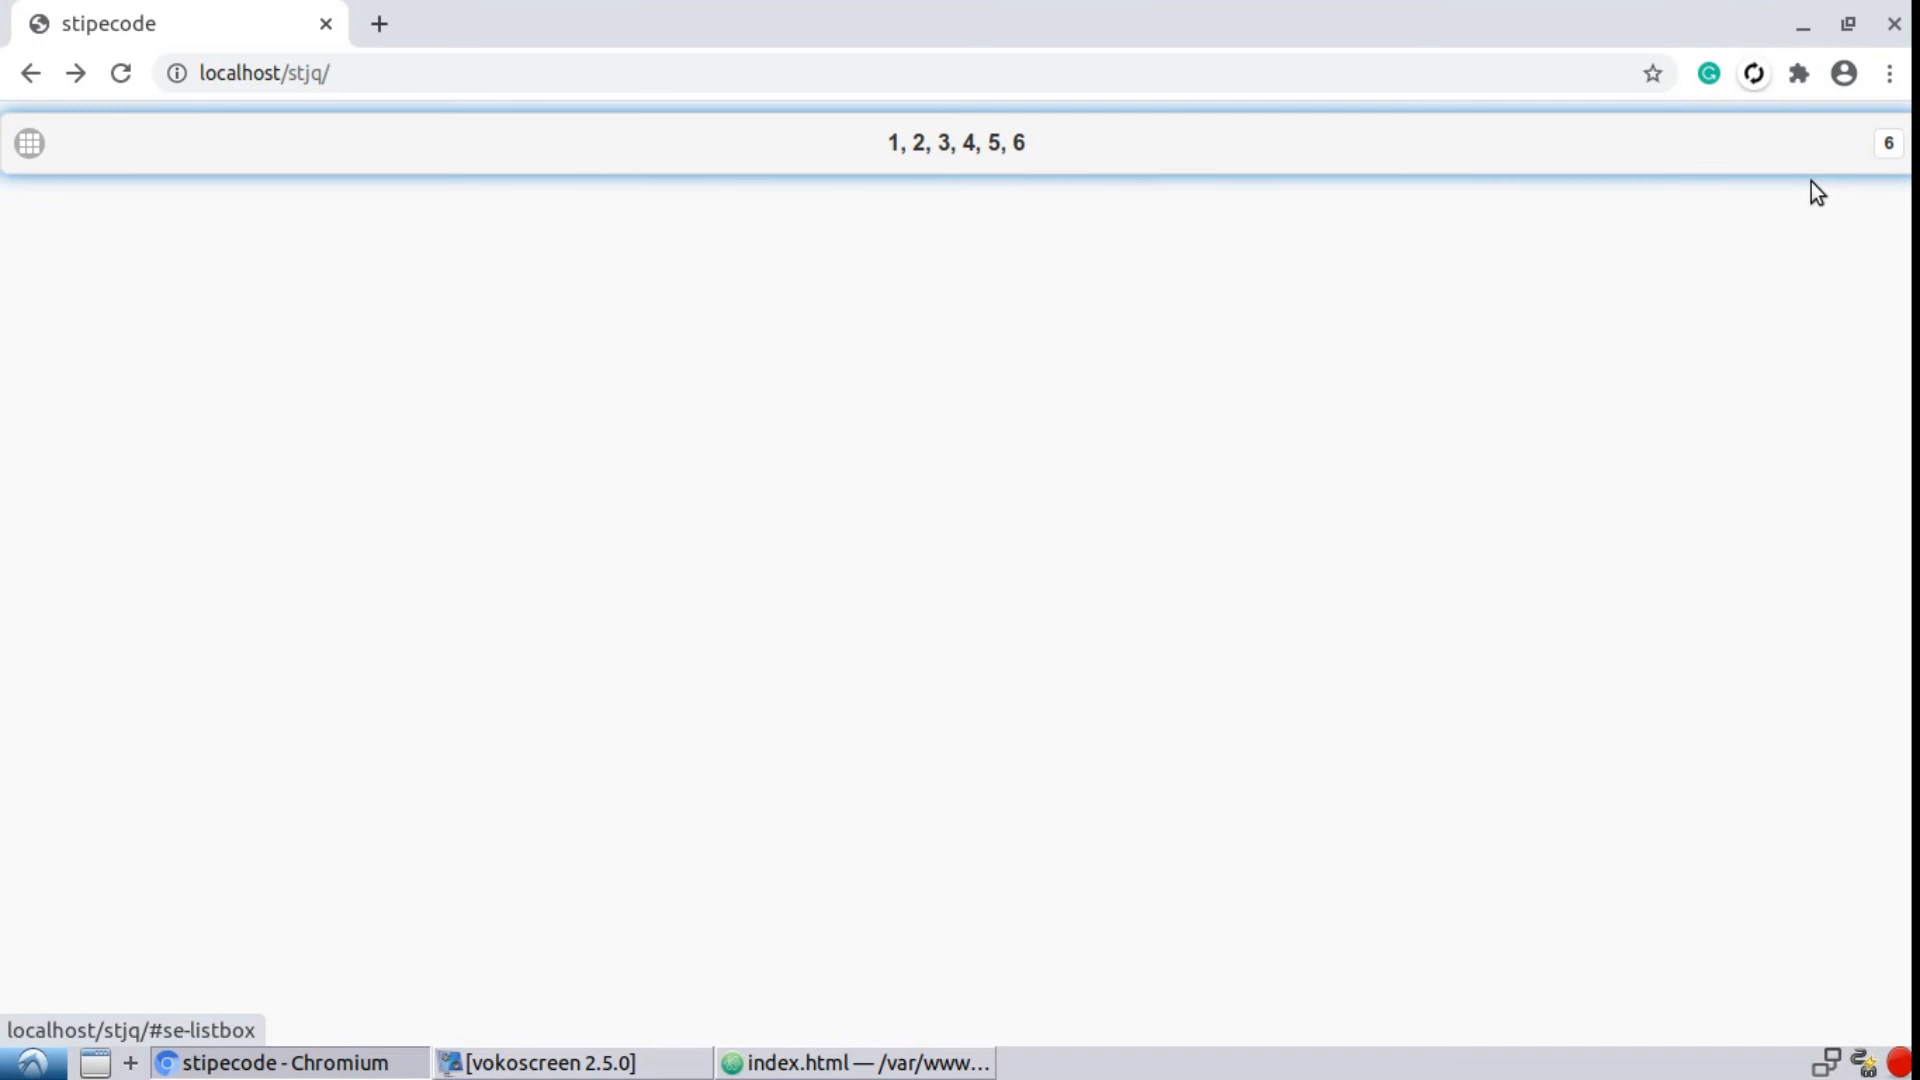 stipecode
localhost/stjq/
1, 2, 3, 4, 5, 6
6
localhost/stjq/#se-listbox
stipecode - Chromium
[vokoscreen 2.5.0]
index.html — /var/www...